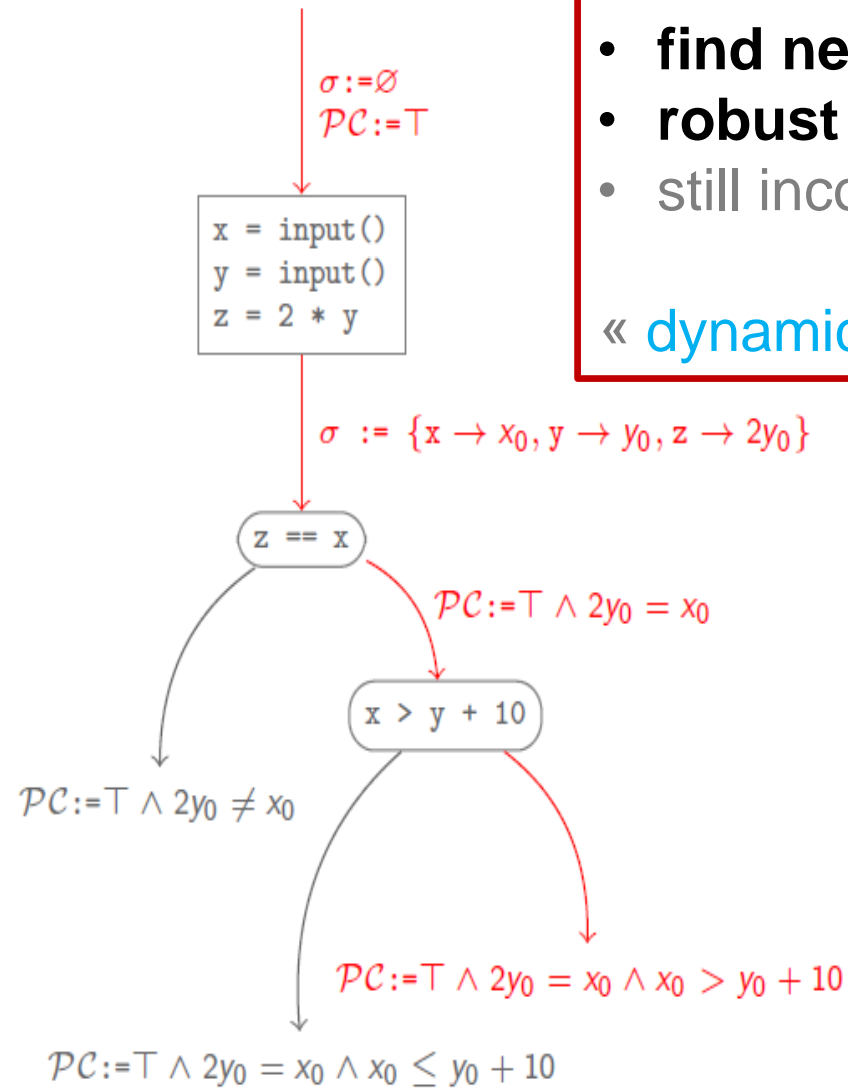 • find ne
• robust
• still inco
« dynamic
σ:=∅
𝒫𝒞:=⊤
x = input()
y = input()
z = 2 * y
σ := {x → x₀, y → y₀, z → 2y₀}
z == x
𝒫𝒞:=⊤ ∧ 2y₀ = x₀
x > y + 10
𝒫𝒞:=⊤ ∧ 2y₀ ≠ x₀
𝒫𝒞:=⊤ ∧ 2y₀ = x₀ ∧ x₀ > y₀ + 10
𝒫𝒞:=⊤ ∧ 2y₀ = x₀ ∧ x₀ ≤ y₀ + 10